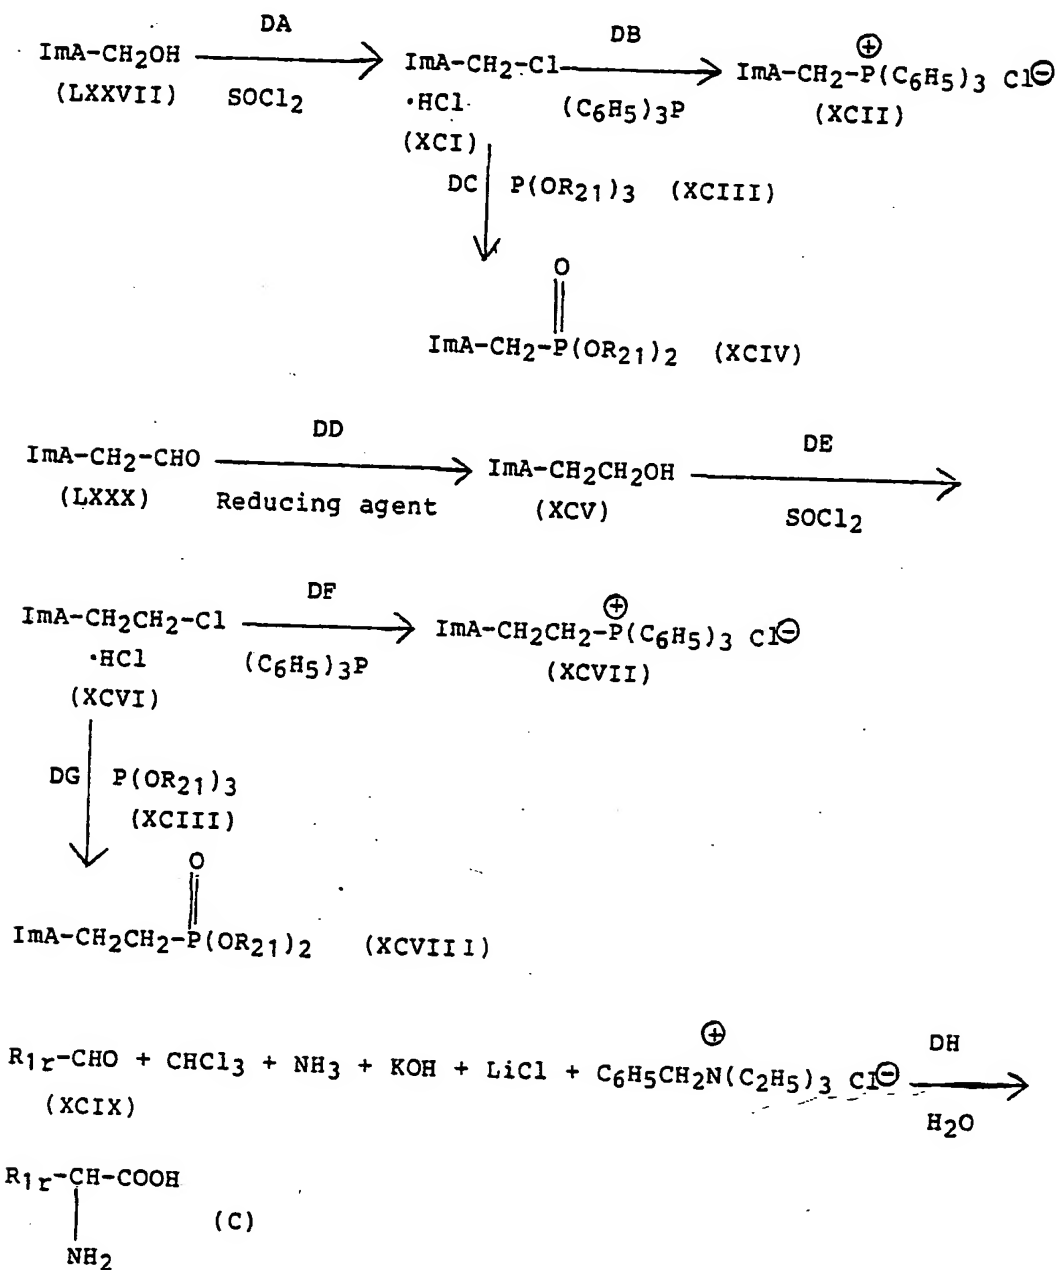 DA
ImA-CH2OH ImA-CH2-Cl DB ImA-CH2-P⊕(C6H5)3 Cl⊖
(LXXVII) SOCl2 ·HCl (C6H5)3P (XCII)
(XCI)
DC P(OR21)3 (XCIII)
O
ImA-CH2-P(OR21)2 (XCIV)
DD DE
ImA-CH2-CHO ImA-CH2CH2OH
(LXXX) Reducing agent (XCV) SOCl2
DF
ImA-CH2CH2-Cl ImA-CH2CH2-P⊕(C6H5)3 Cl⊖
·HCl (C6H5)3P (XCVII)
(XCVI)
DG P(OR21)3
(XCIII)
O
ImA-CH2CH2-P(OR21)2 (XCVIII)
DH
R1r-CHO + CHCl3 + NH3 + KOH + LiCl + C6H5CH2N⊕(C2H5)3 Cl⊖
(XCIX) H2O
R1r-CH-COOH
(C)
NH2